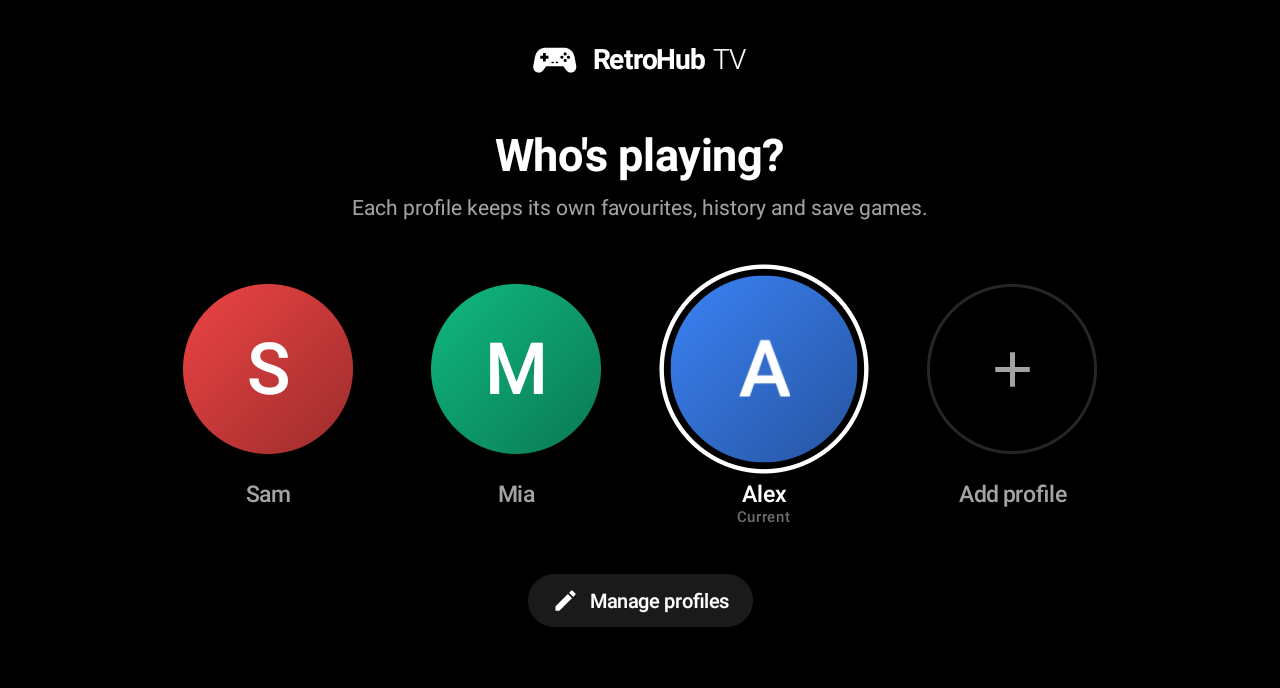 RetroHub TV
Who's playing?
Each profile keeps its own favourites, history and save games.
S
M
A
Sam
Mia
Alex
Add profile
Current
Manage profiles